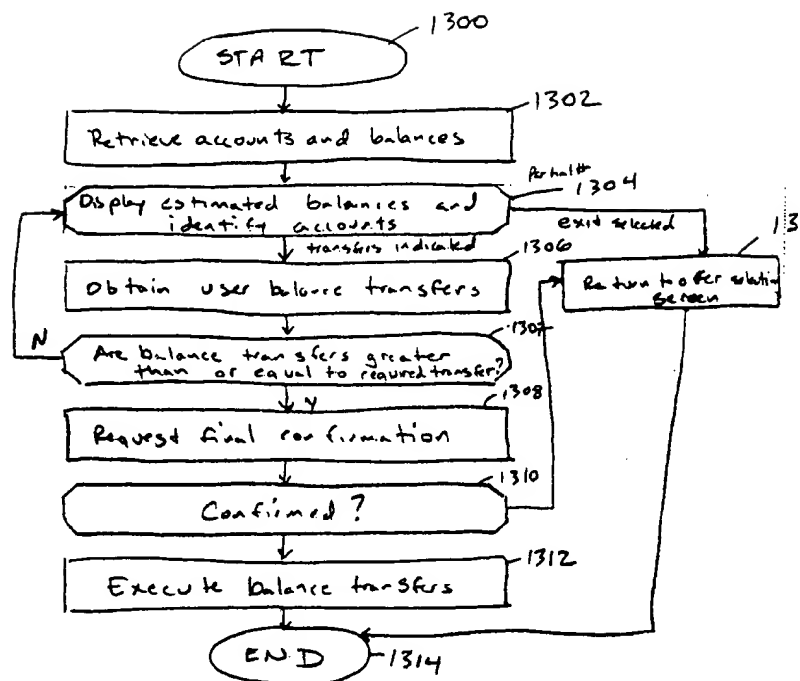 1300
START
1302
Retrieve accounts and balances
1304
Display estimated balances and
identify accounts
exit selected
13
transfers indicated
1306
Obtain user balance transfers
Return to offer selection
screen
1307
N
Are balance transfers greater
than or equal to required transfer?
Y
1308
Request final confirmation
1310
Confirmed?
1312
Execute balance transfers
END
1314